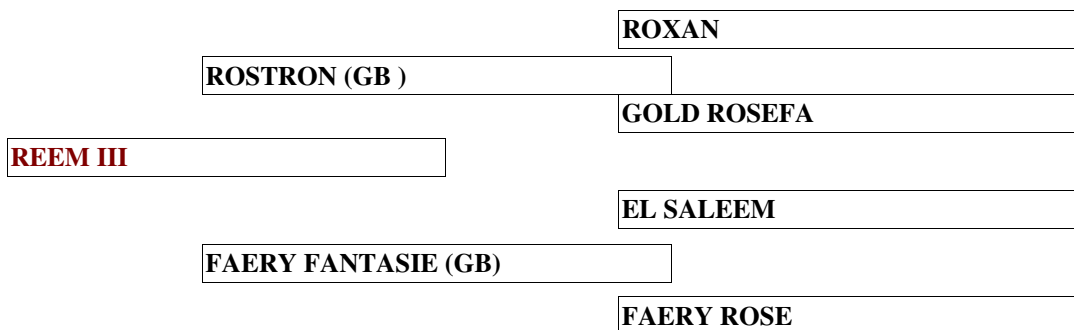 ROXAN
ROSTRON (GB )
GOLD ROSEFA
REEM III
EL SALEEM
FAERY FANTASIE (GB)
FAERY ROSE